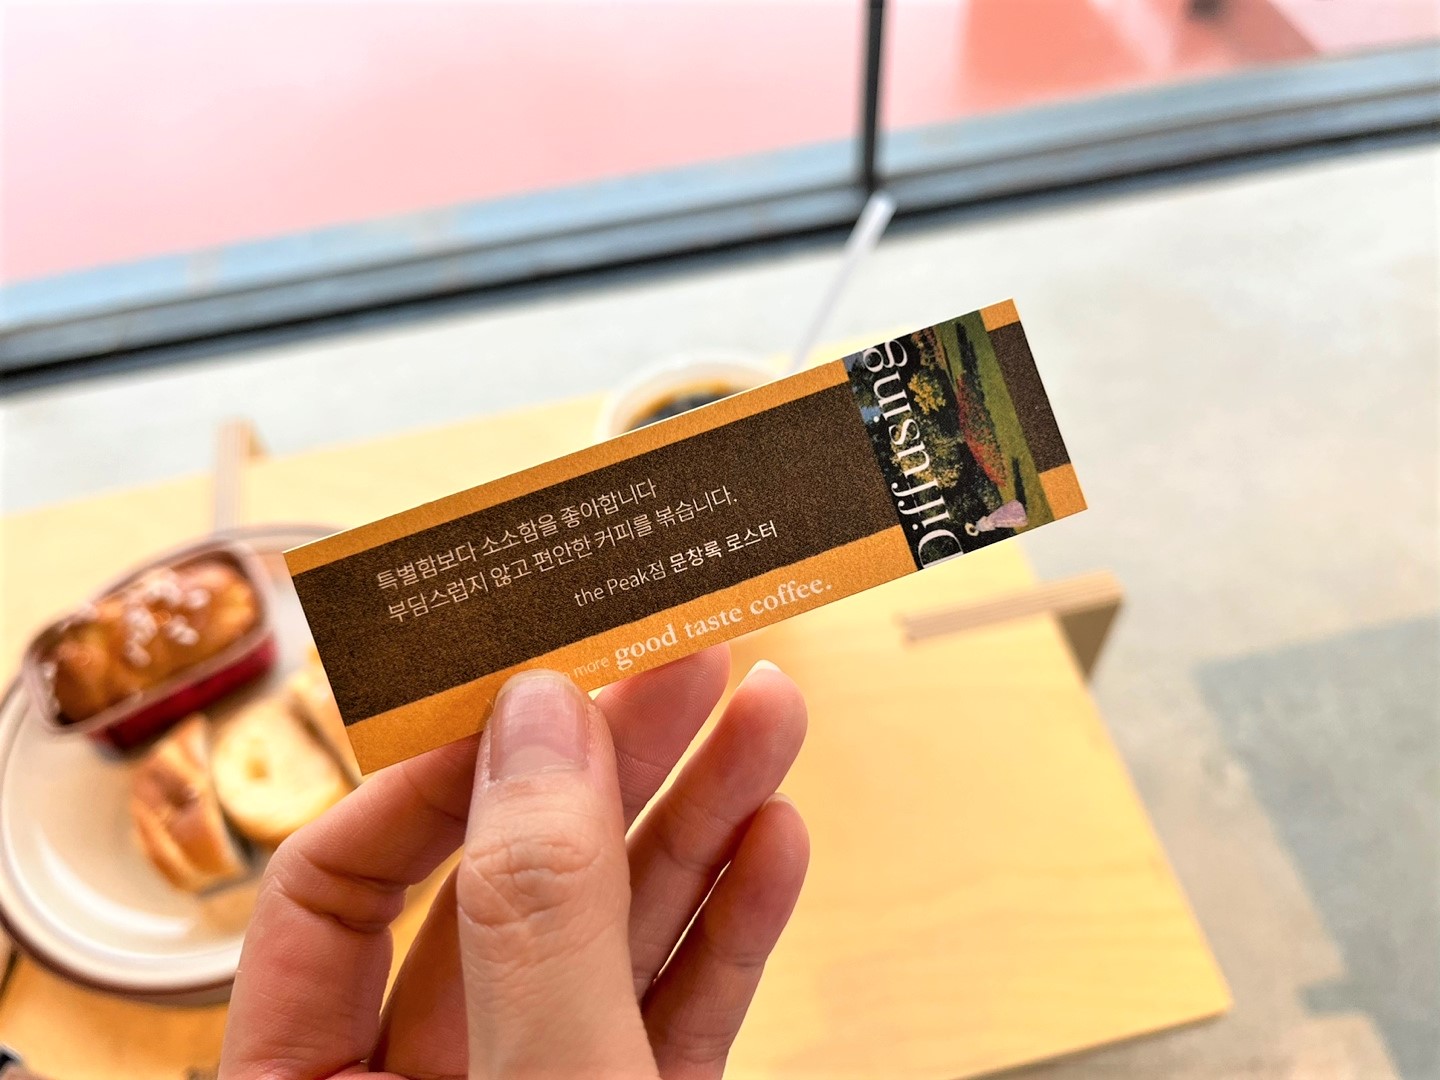 특별함보다 소소함을 좋아합니다
부담스럽지 않고 편안한 커피를 볶습니다.
the Peak점 문창록 로스터
more good taste coffee.
Diffusing